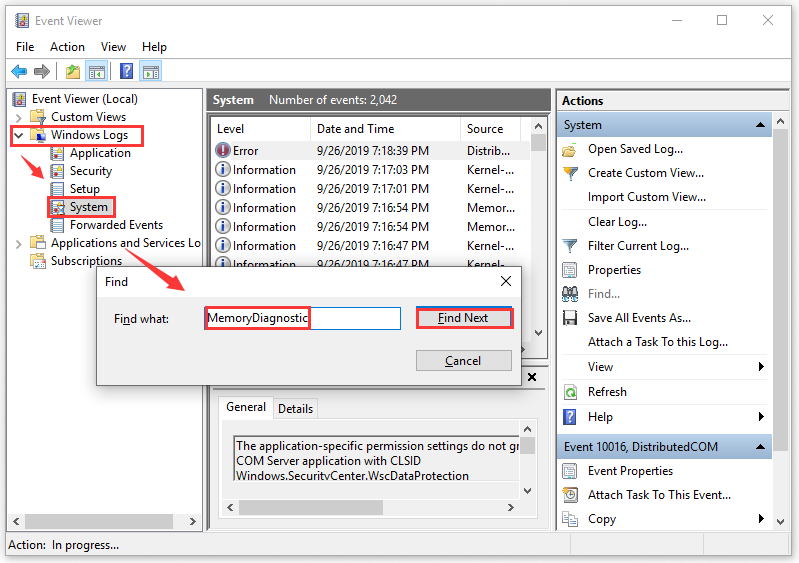 Event Viewer
File Action View Help
Event Viewer (Local)
Custom Views
Windows Logs
Application
Security
Setup
System
Forwarded Events
Applications and Services Lo
Subscriptions
System Number of events: 2,042
Level Date and Time Source
Error 9/26/2019 7:18:39 PM Distrib...
Information 9/26/2019 7:17:03 PM Kernel-...
Information 9/26/2019 7:17:01 PM Kernel-...
Information 9/26/2019 7:16:54 PM Memor...
Information 9/26/2019 7:16:54 PM Memor...
Information 9/26/2019 7:16:47 PM Kernel-...
Information 9/26/2019 7:16:47 PM Kernel-...
Find
Find what: MemoryDiagnostic Find Next
Cancel
General Details
The application-specific permission settings do not gr
COM Server application with CLSID
Windows.SecurityCenter.WscDataProtection
Actions
System
Open Saved Log...
Create Custom View...
Import Custom View...
Clear Log...
Filter Current Log...
Properties
Find...
Save All Events As...
Attach a Task To this Log...
View
Refresh
Help
Event 10016, DistributedCOM
Event Properties
Attach Task To This Event...
Copy
Action: In progress...